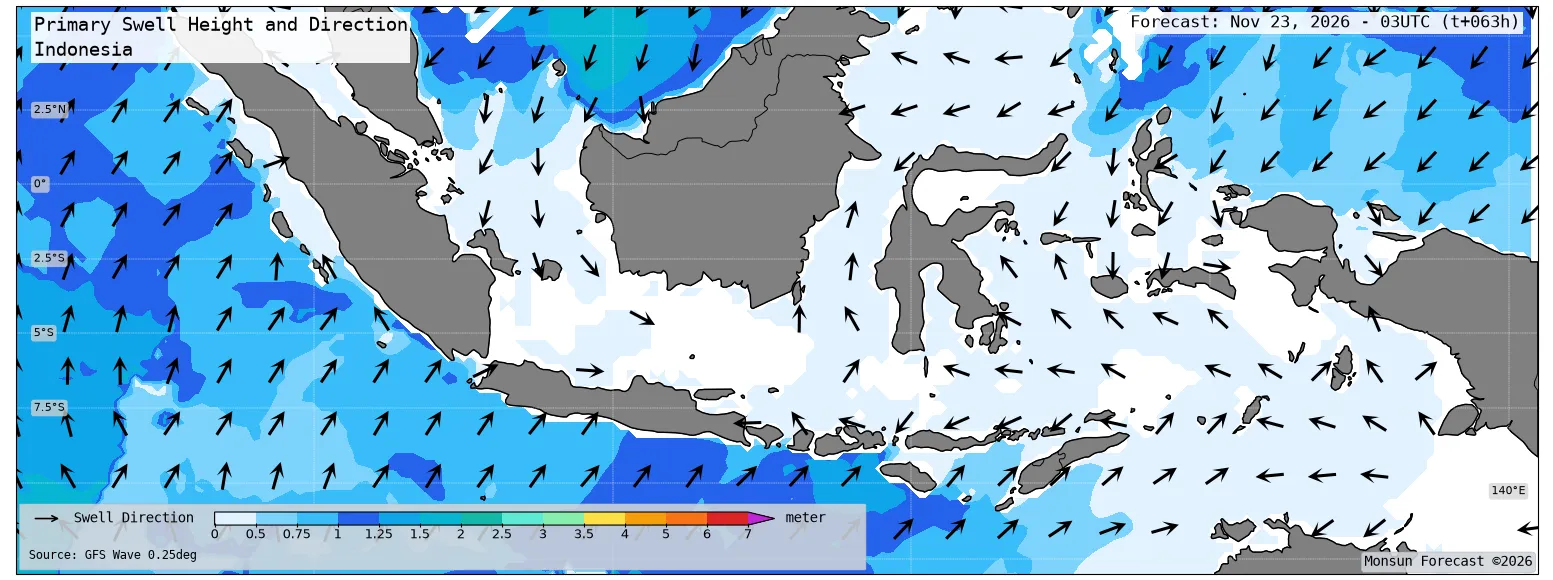 Primary Swell Height and Direction
Indonesia
Forecast: Nov 23, 2026 - 03UTC (t+063h)
2.5°N
0°
2.5°S
5°S
7.5°S
140°E
Swell Direction
meter
0 0.5 0.75 1 1.25 1.5 2 2.5 3 3.5 4 5 6 7
Source: GFS Wave 0.25deg
Monsun Forecast ©2026